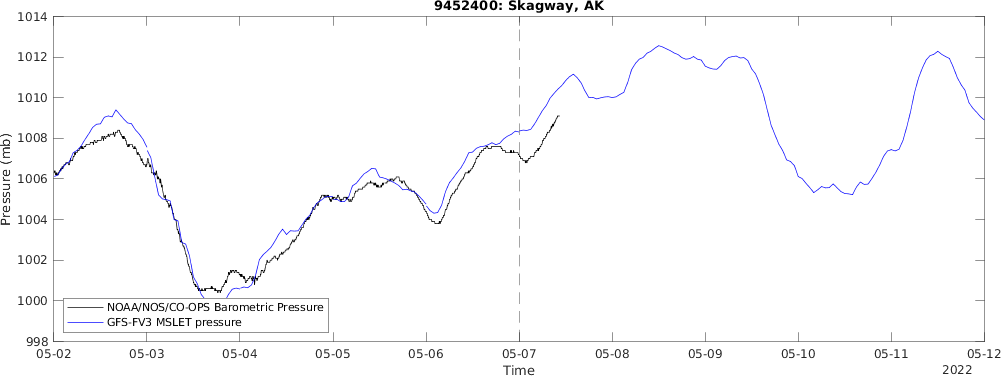 9452400: Skagway, AK
1014
1012
1010
1008
1006
1004
1002
1000
998
Pressure (mb)
NOAA/NOS/CO-OPS Barometric Pressure
GFS-FV3 MSLET pressure
05-02 05-03 05-04 05-05 05-06 05-07 05-08 05-09 05-10 05-11 05-12
Time
2022